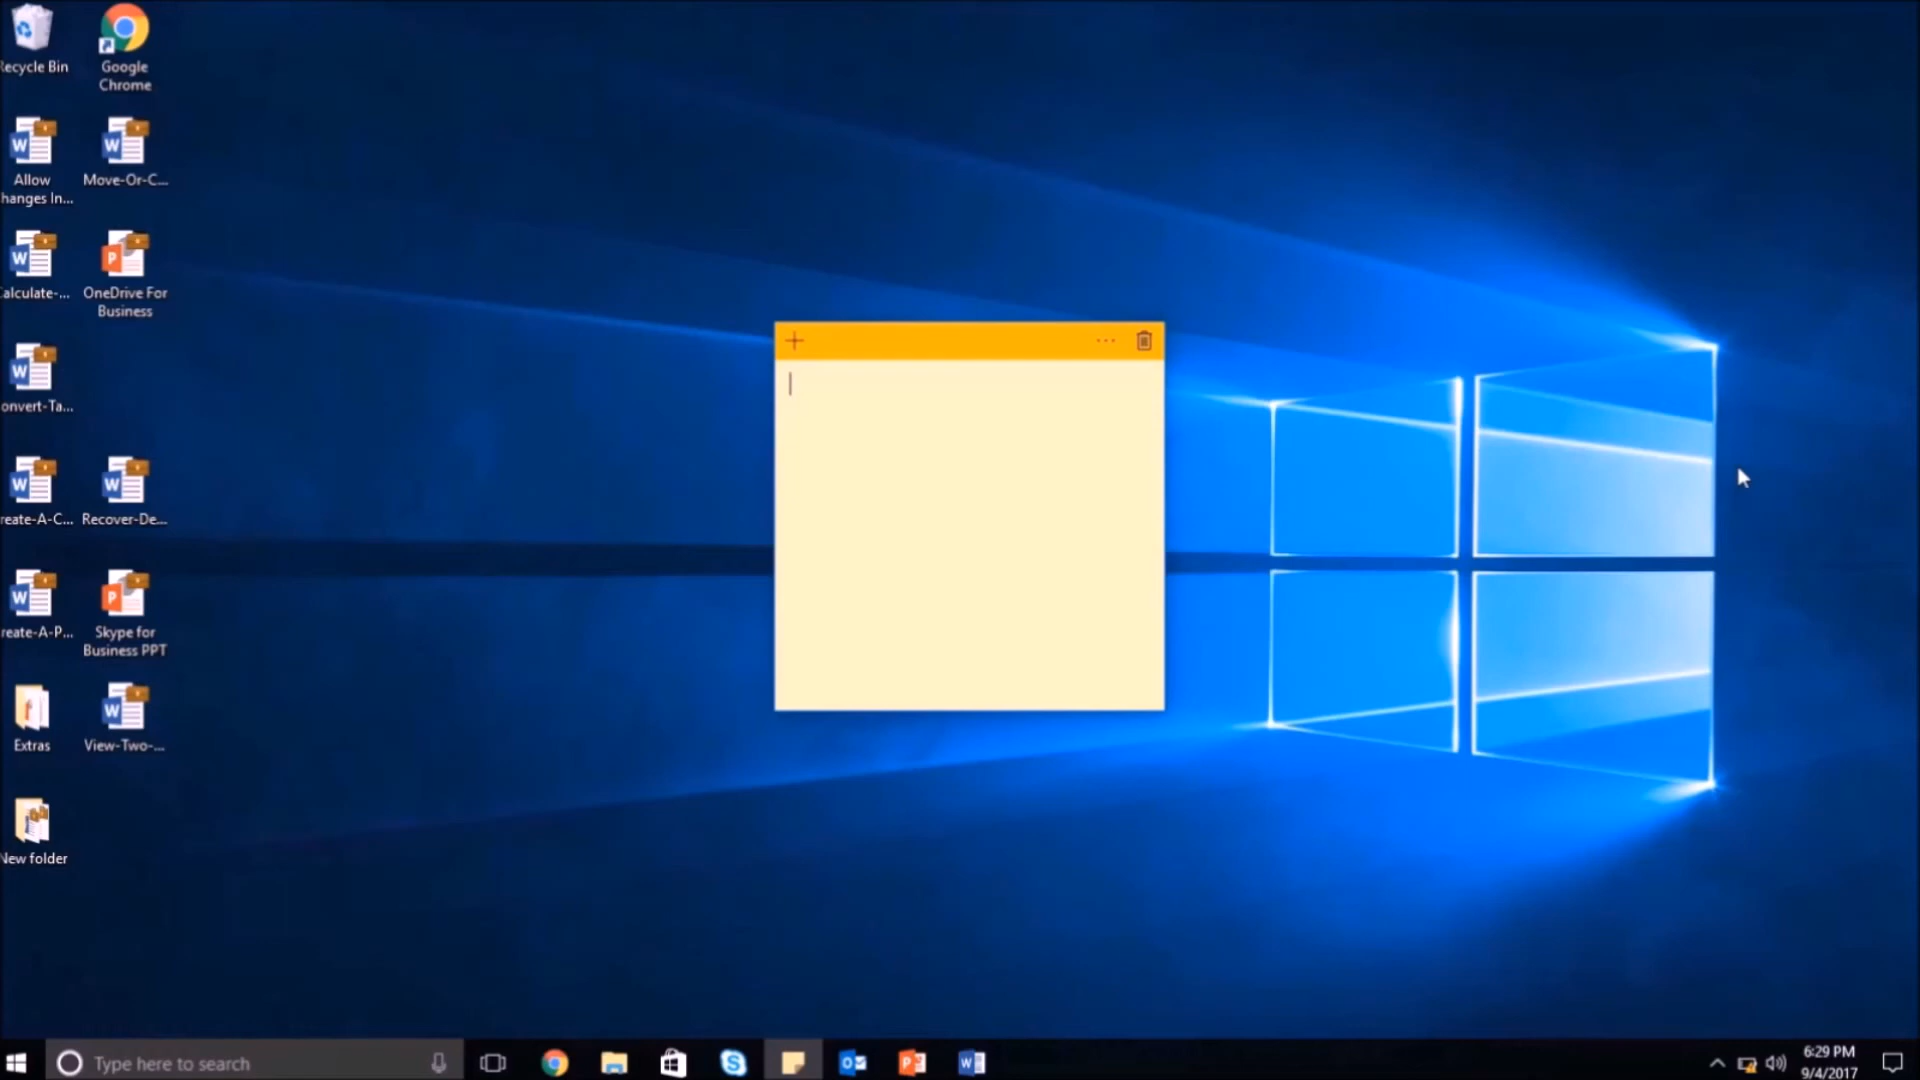 ecycle Bin
Google
Chrome
Allow
hanges In...
Move-Or-C...
alculate-...
OneDrive For
Business
onvert-Ta...
reate-A-C...
Recover-De...
reate-A-P...
Skype for
Business PPT
Extras
View-Two-...
New folder
Type here to search
6:29 PM
9/4/2017